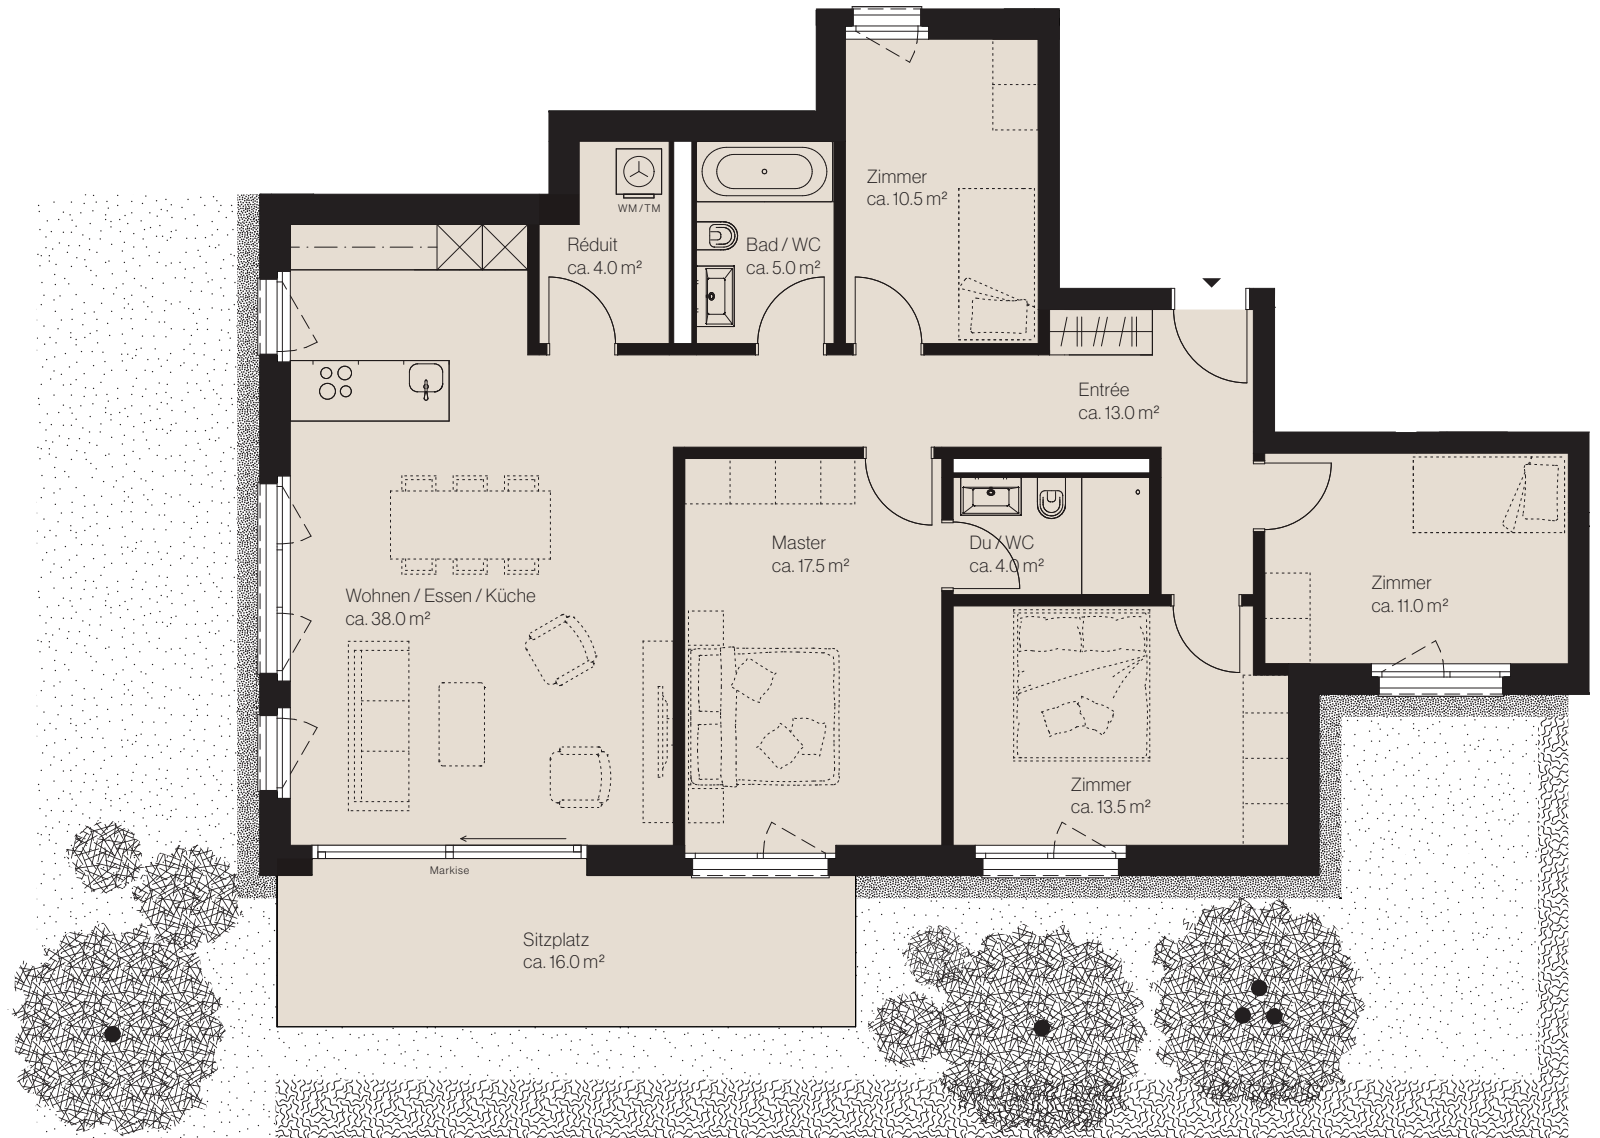 Zimmer
ca. 10.5 m²
WM / TM
Réduit
ca. 4.0 m²
Bad / WC
ca. 5.0 m²
Entrée
ca. 13.0 m²
Master
ca. 17.5 m²
Du / WC
ca. 4.0 m²
Zimmer
ca. 11.0 m²
Wohnen / Essen / Küche
ca. 38.0 m²
Zimmer
ca. 13.5 m²
Markise
Sitzplatz
ca. 16.0 m²